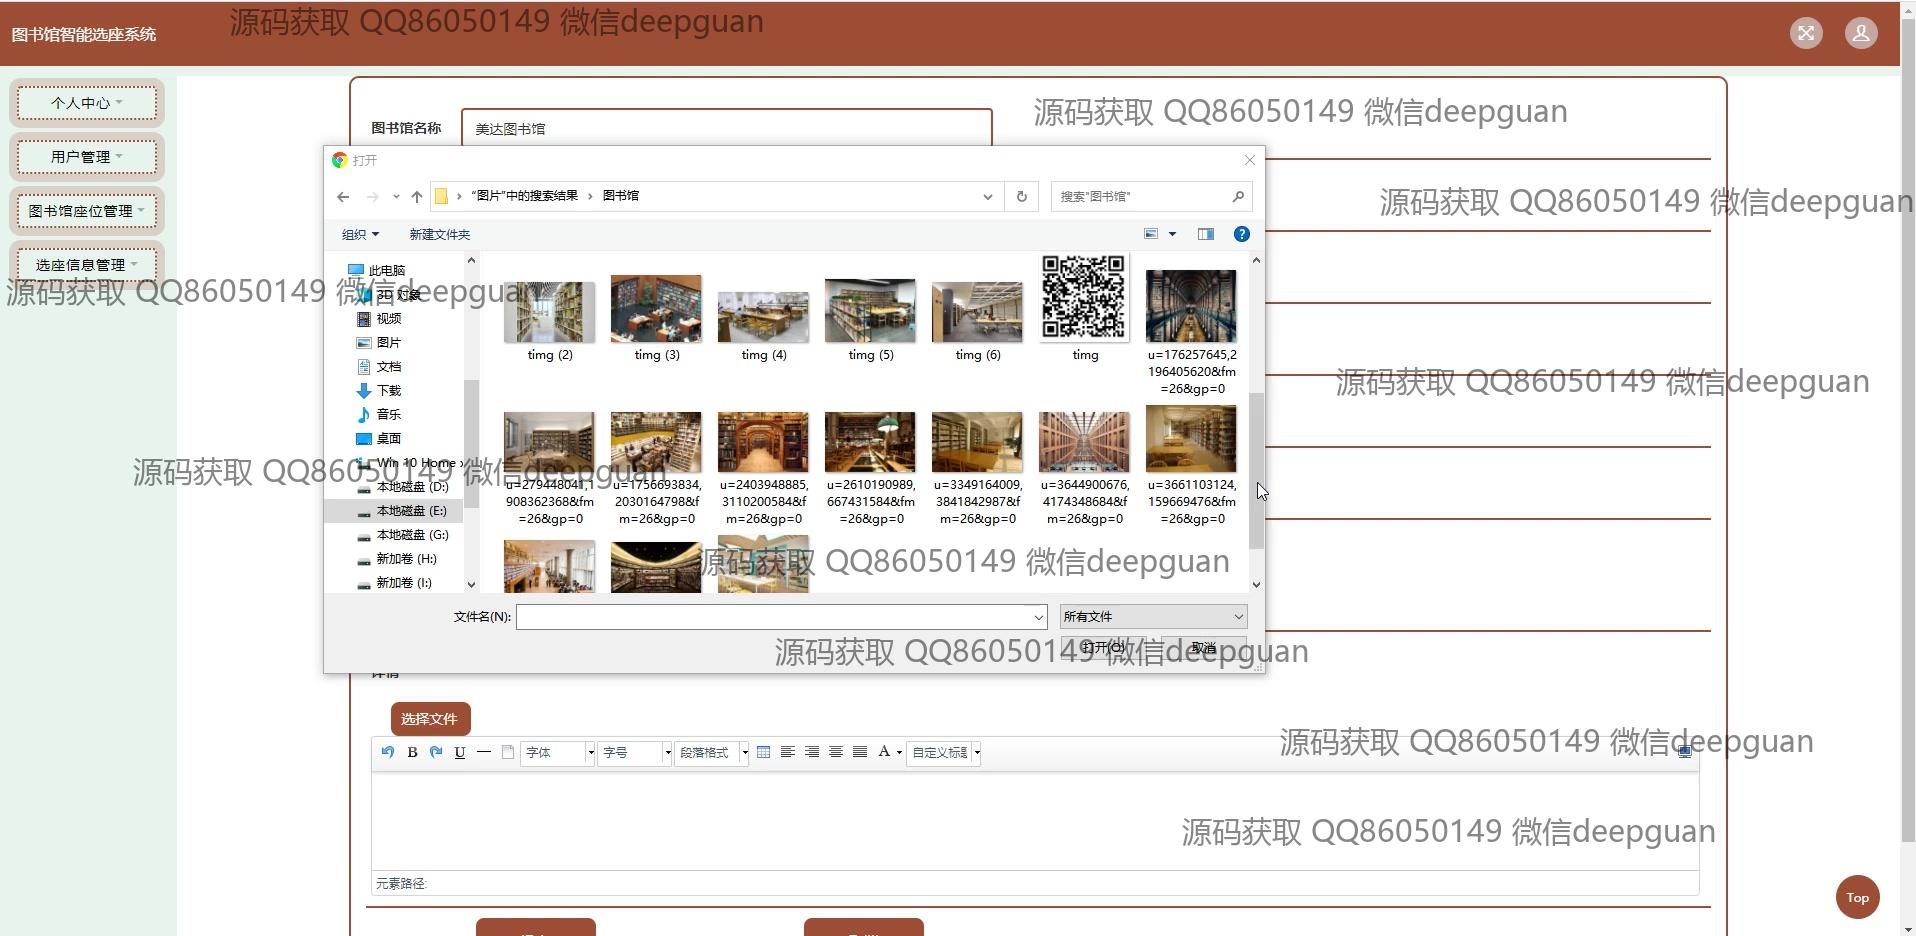 图书馆智能选座系统
源码获取 QQ86050149 微信deepguan
个人中心
用户管理
图书馆座位管理
选座信息管理
源码获取 QQ86050149 微信deepguan
图书馆名称
美达图书馆
源码获取 QQ86050149 微信deepguan
打开
"图片"中的搜索结果 › 图书馆
搜索"图书馆"
源码获取 QQ86050149 微信deepguan
组织
新建文件夹
此电脑
3D 对象
视频
图片
文档
下载
音乐
桌面
Win 10 Home
本地磁盘 (D:)
本地磁盘 (E:)
本地磁盘 (G:)
新加卷 (H:)
新加卷 (I:)
timg (2)
timg (3)
timg (4)
timg (5)
timg (6)
timg
u=176257645,2
196405620&fm
=26&gp=0
源码获取 QQ86050149 微信deepguan
源码获取 QQ86050149 微信deepguan
u=279448041,1
9083623688&f
=26&gp=0
u=1756693834,
2030164798&f
m=26&gp=0
u=2403948885,
3110200584&f
m=26&gp=0
u=2610190989,
667431584&fm
=26&gp=0
u=3349164009,
3841842987&f
m=26&gp=0
u=3644900676,
4174348684&f
m=26&gp=0
u=3661103124,
159669476&fm
=26&gp=0
源码获取 QQ86050149 微信deepguan
文件名(N):
所有文件
打开(O)
取消
源码获取 QQ86050149 微信deepguan
详情
选择文件
源码获取 QQ86050149 微信deepguan
B
U
字体
字号
段落格式
A
自定义标题
源码获取 QQ86050149 微信deepguan
元素路径:
Top